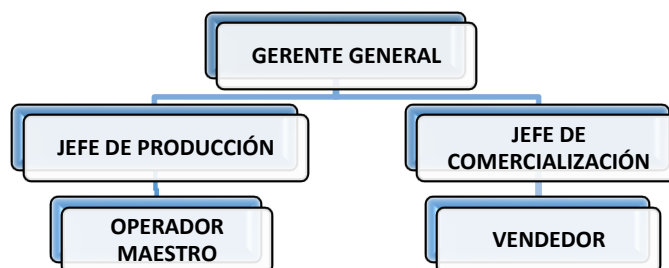 GERENTE GENERAL
JEFE DE PRODUCCIÓN
JEFE DE
COMERCIALIZACIÓN
OPERADOR
MAESTRO
VENDEDOR